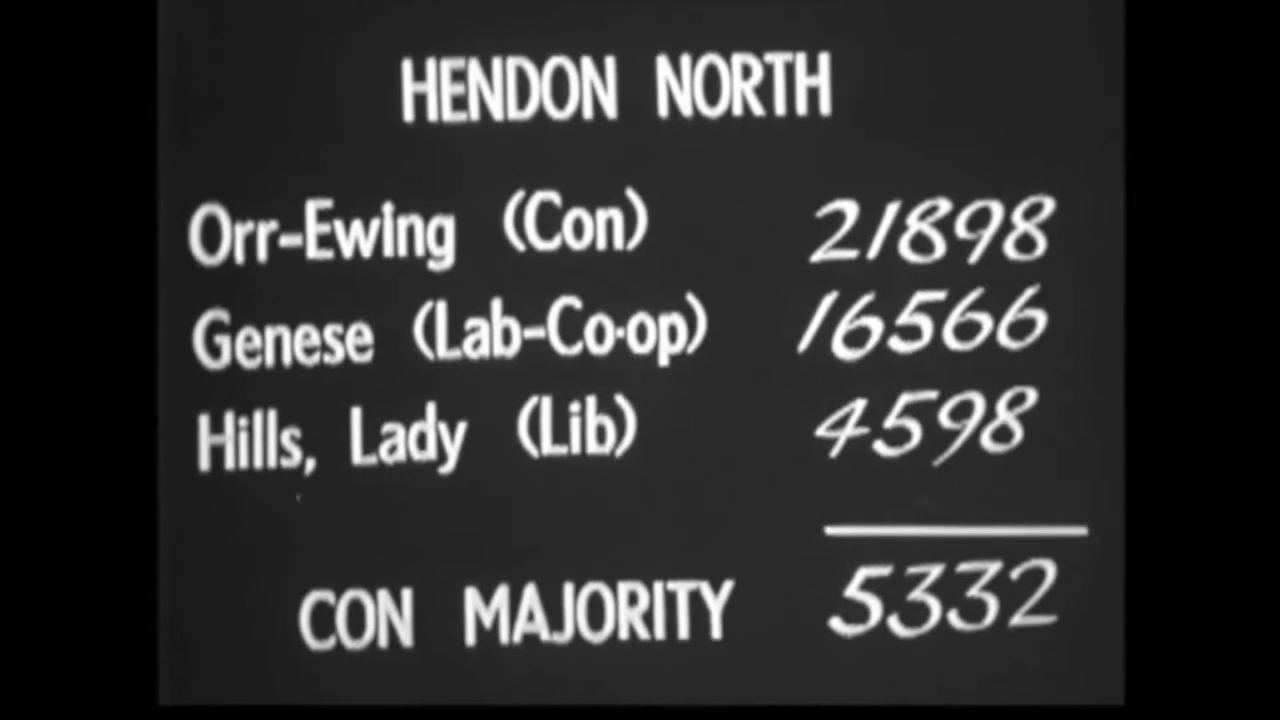 HENDON NORTH
Orr-Ewing (Con) 21898
Genese (Lab-Co·op) 16566
Hills, Lady (Lib) 4598
CON MAJORITY 5332